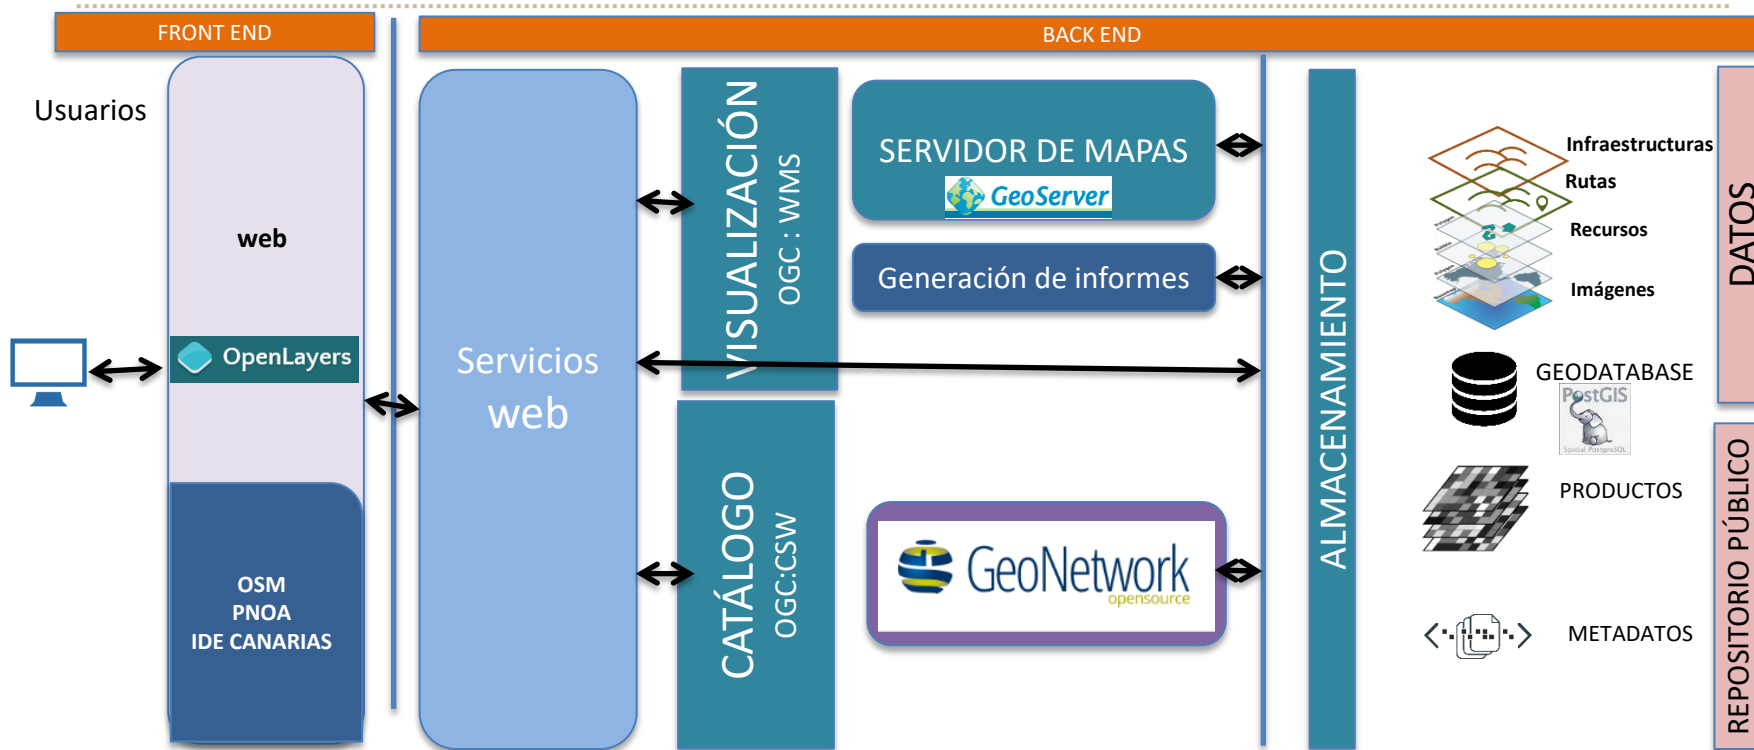 FRONT END
BACK END
Usuarios
web
OpenLayers
OSM
PNOA
IDE CANARIAS
Servicios
web
VISUALIZACIÓN
OGC : WMS
CATÁLOGO
OGC:CSW
SERVIDOR DE MAPAS
GeoServer
Generación de informes
GeoNetwork
opensource
ALMACENAMIENTO
Infraestructuras
Rutas
Recursos
Imágenes
GEODATABASE
PostGIS
Spatial PostgreSQL
PRODUCTOS
METADATOS
DATOS
REPOSITORIO PÚBLICO